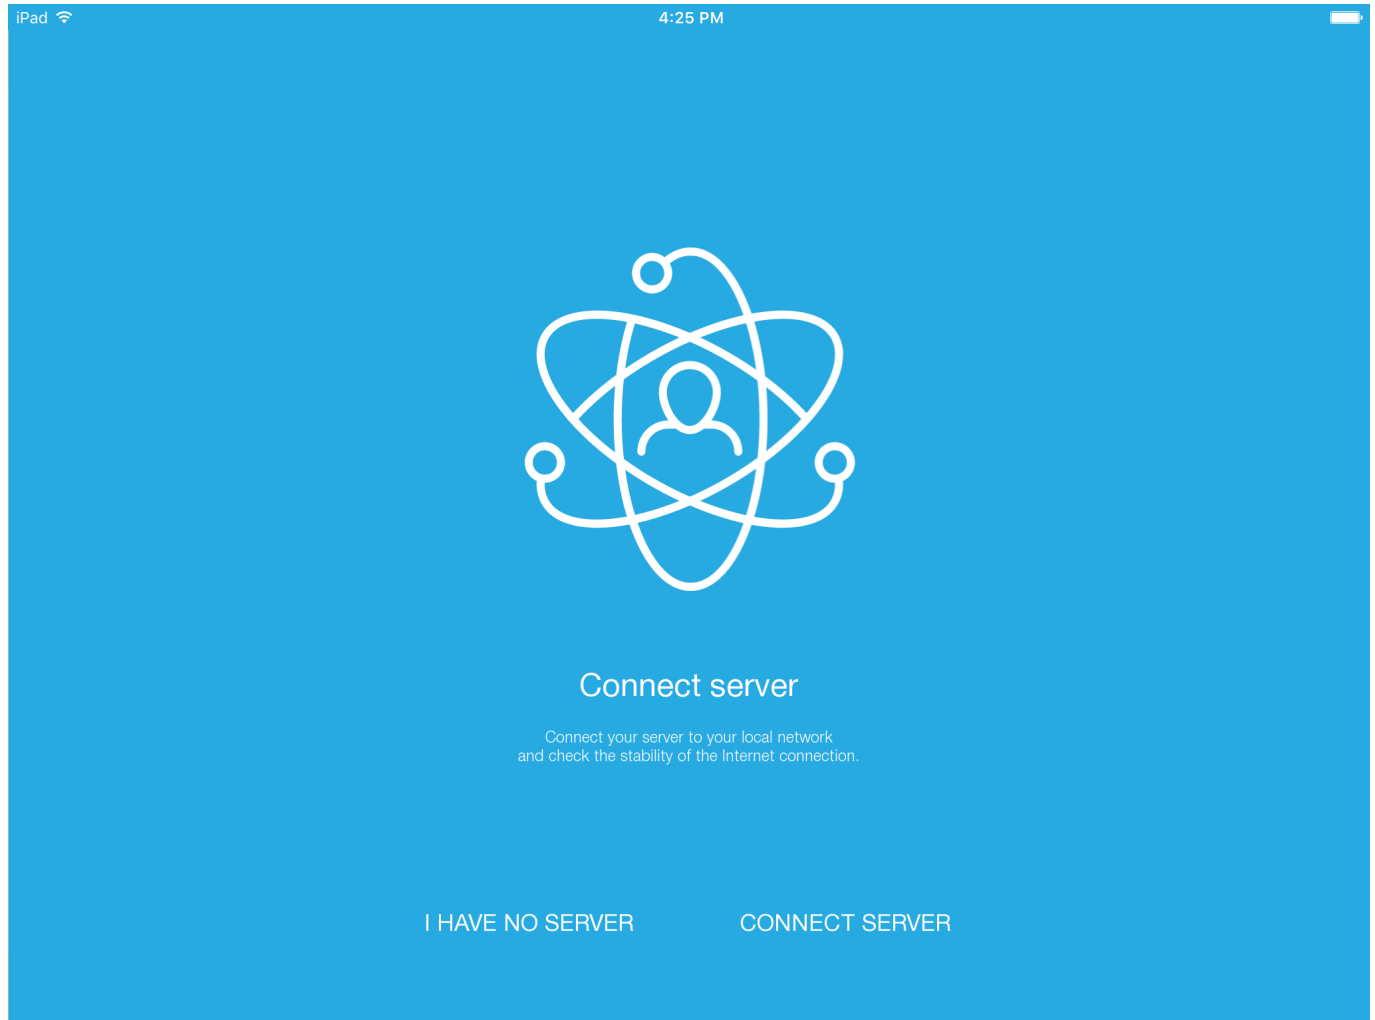 iPad 4:25 PM
Connect server
Connect your server to your local network
and check the stability of the Internet connection.
I HAVE NO SERVER CONNECT SERVER